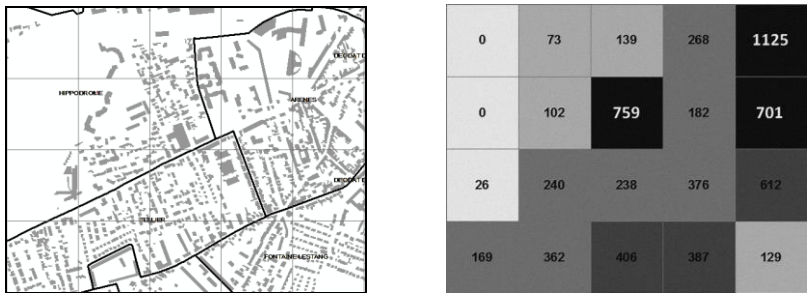 HIPPODROME
ARENES
TELLIER
FONTAINE LESTANG
0 73 139 268 1125
0 102 759 182 701
26 240 238 376 612
169 362 406 387 129